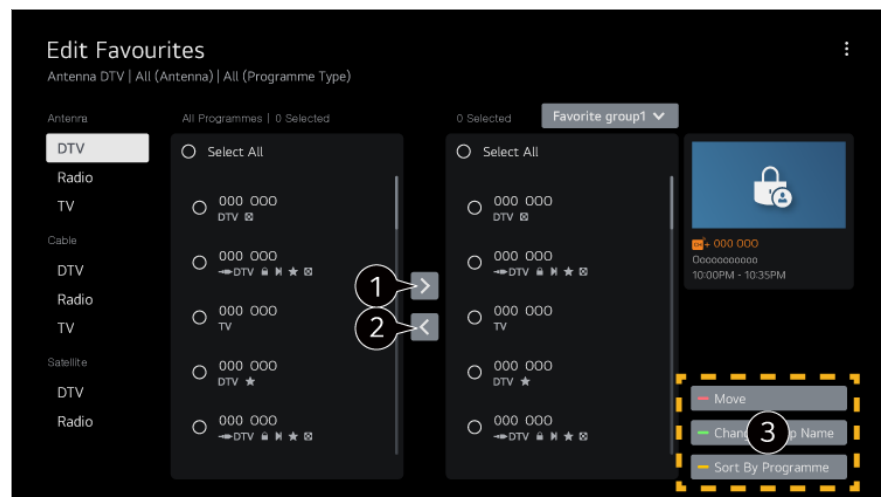 Edit Favourites
Antenna DTV | All (Antenna) | All (Programme Type)
Antenna
DTV
Radio
TV
Cable
DTV
Radio
TV
Satellite
DTV
Radio
All Programmes | 0 Selected
Select All
000 000
DTV
000 000
DTV
000 000
TV
000 000
DTV
000 000
DTV
1
2
0 Selected
Favorite group1
Select All
000 000
DTV
000 000
DTV
000 000
TV
000 000
DTV
000 000
DTV
000 000
Ooooooooooo
10:00PM - 10:35PM
Move
3
Name
Sort By Programme